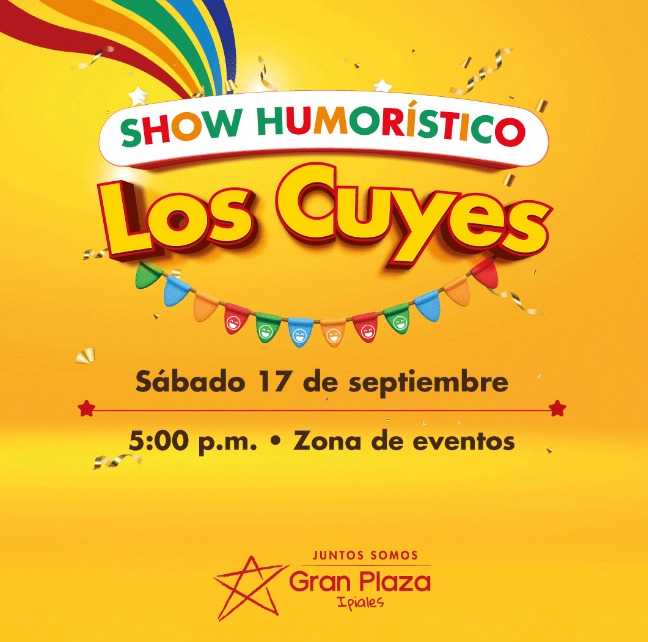 SHOW HUMORÍSTICO
Los Cuyes
Sábado 17 de septiembre
5:00 p.m. • Zona de eventos
JUNTOS SOMOS
Gran Plaza
Ipiales